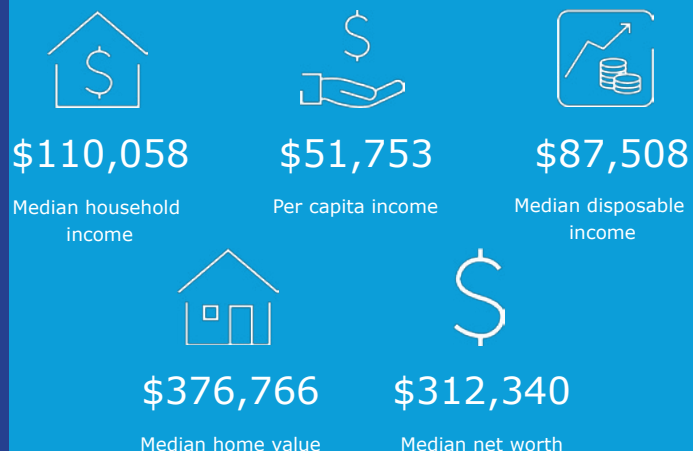 $110,058
Median household
income
$51,753
Per capita income
$87,508
Median disposable
income
$376,766
Median home value
$312,340
Median net worth